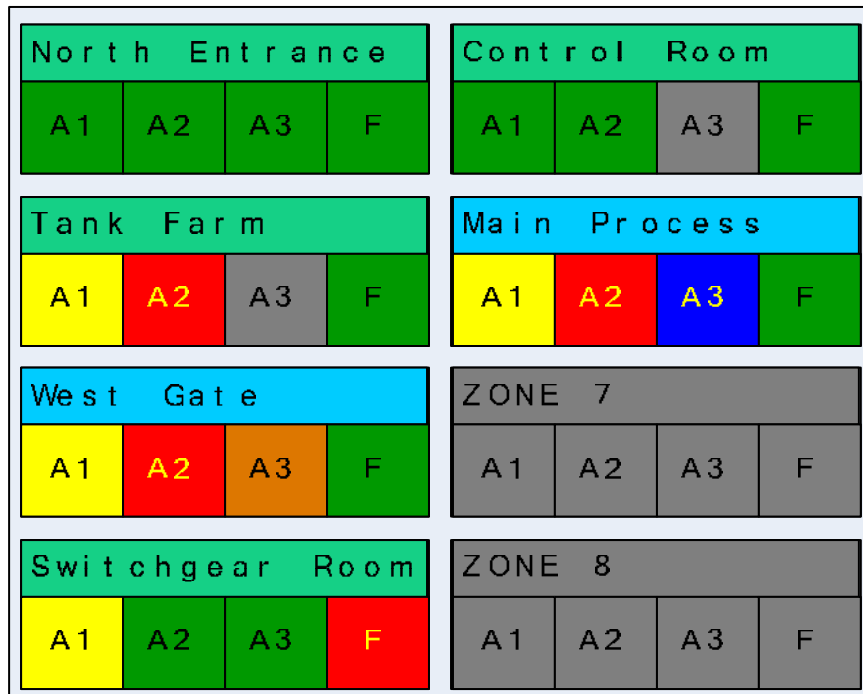 North Entrance
A1 A2 A3 F
Control Room
A1 A2 A3 F
Tank Farm
A1 A2 A3 F
Main Process
A1 A2 A3 F
West Gate
A1 A2 A3 F
ZONE 7
A1 A2 A3 F
Switchgear Room
A1 A2 A3 F
ZONE 8
A1 A2 A3 F